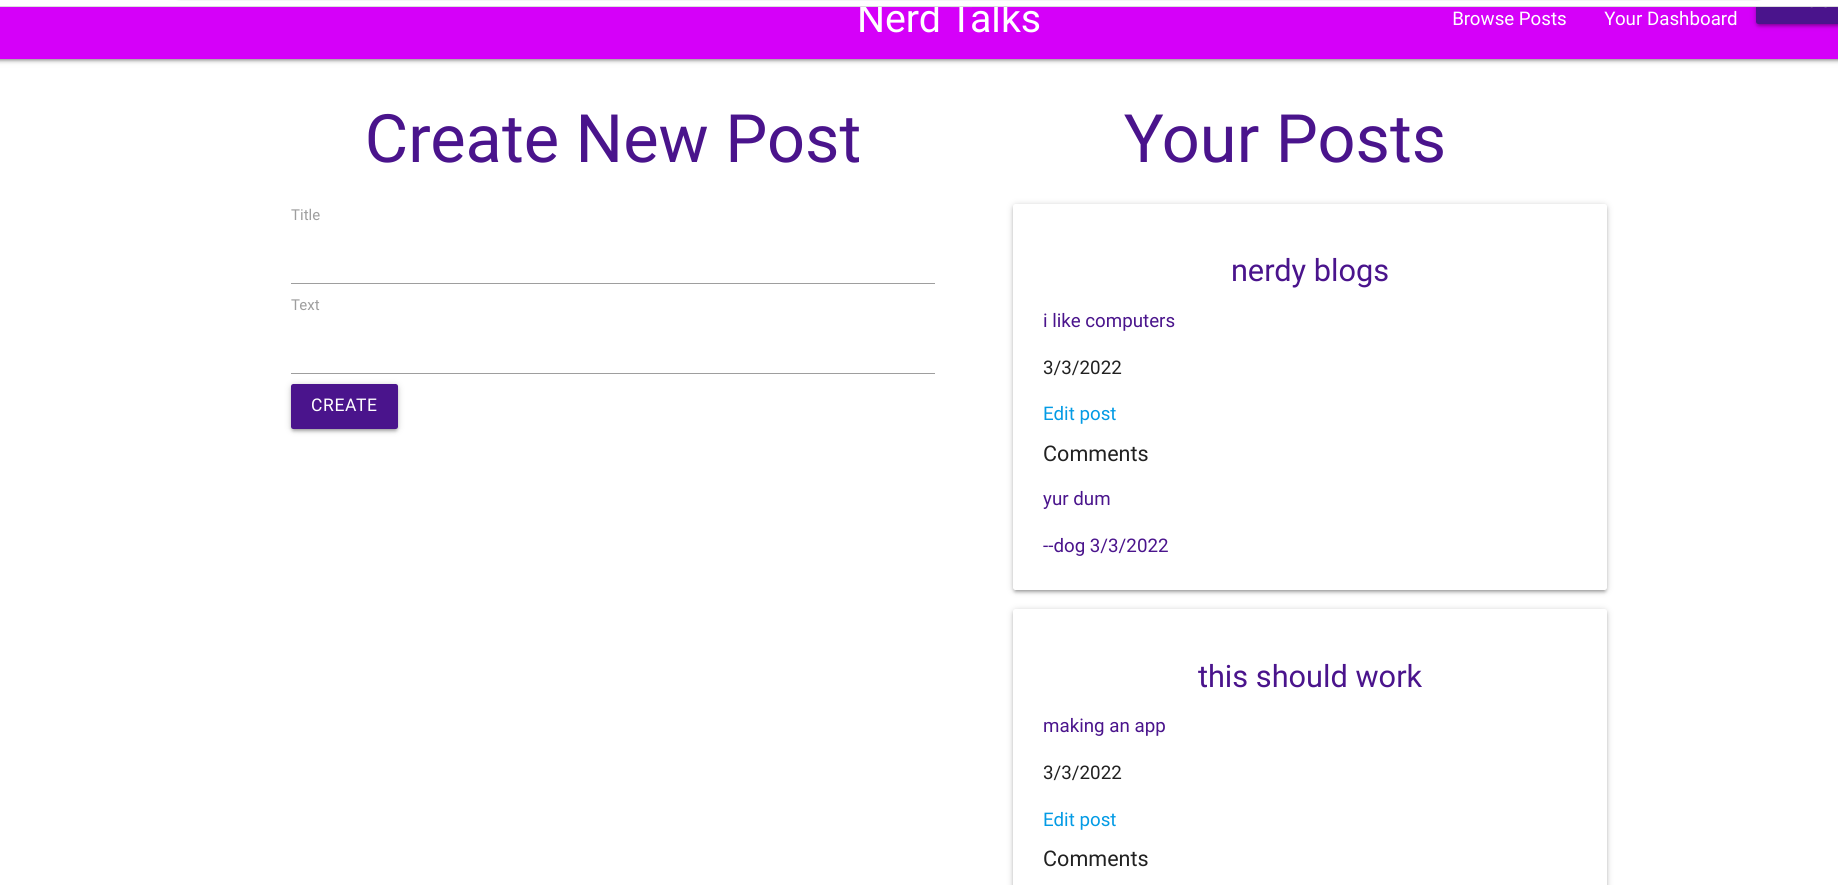 Nerd Talks
Browse Posts
Your Dashboard
Create New Post
Title
Text
CREATE
Your Posts
nerdy blogs
i like computers
3/3/2022
Edit post
Comments
yur dum
--dog 3/3/2022
this should work
making an app
3/3/2022
Edit post
Comments